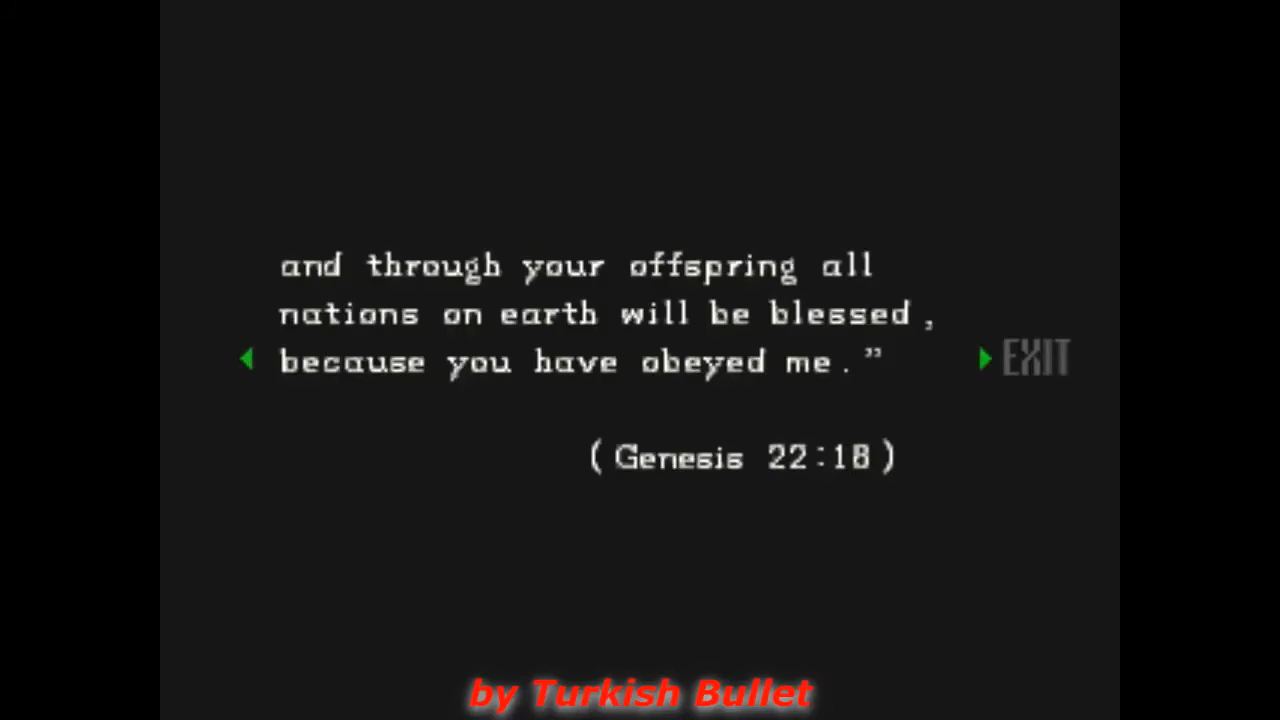 and through your offspring all
nations on earth will be blessed,
because you have obeyed me.”
EXIT
(Genesis 22:18)
by Turkish Bullet